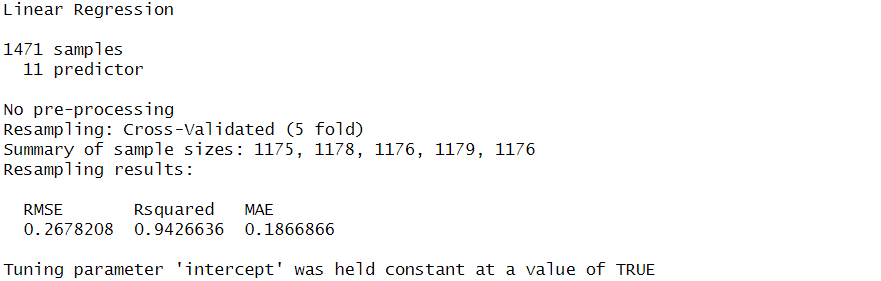 Linear Regression
1471 samples
11 predictor
No pre-processing
Resampling: Cross-Validated (5 fold)
Summary of sample sizes: 1175, 1178, 1176, 1179, 1176
Resampling results:
RMSE Rsquared MAE
0.2678208 0.9426636 0.1866866
Tuning parameter 'intercept' was held constant at a value of TRUE